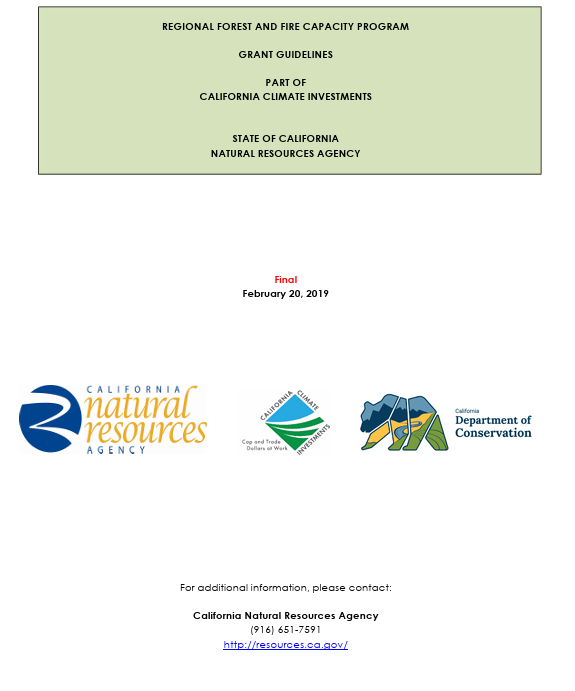 REGIONAL FOREST AND FIRE CAPACITY PROGRAM
GRANT GUIDELINES
PART OF
CALIFORNIA CLIMATE INVESTMENTS
STATE OF CALIFORNIA
NATURAL RESOURCES AGENCY
Final
February 20, 2019
CALIFORNIA
natural
resources
AGENCY
CALIFORNIA CLIMATE
INVESTMENTS
Cap and Trade
Dollars at Work
California
Department of
Conservation
For additional information, please contact:
California Natural Resources Agency
(916) 651-7591
http://resources.ca.gov/